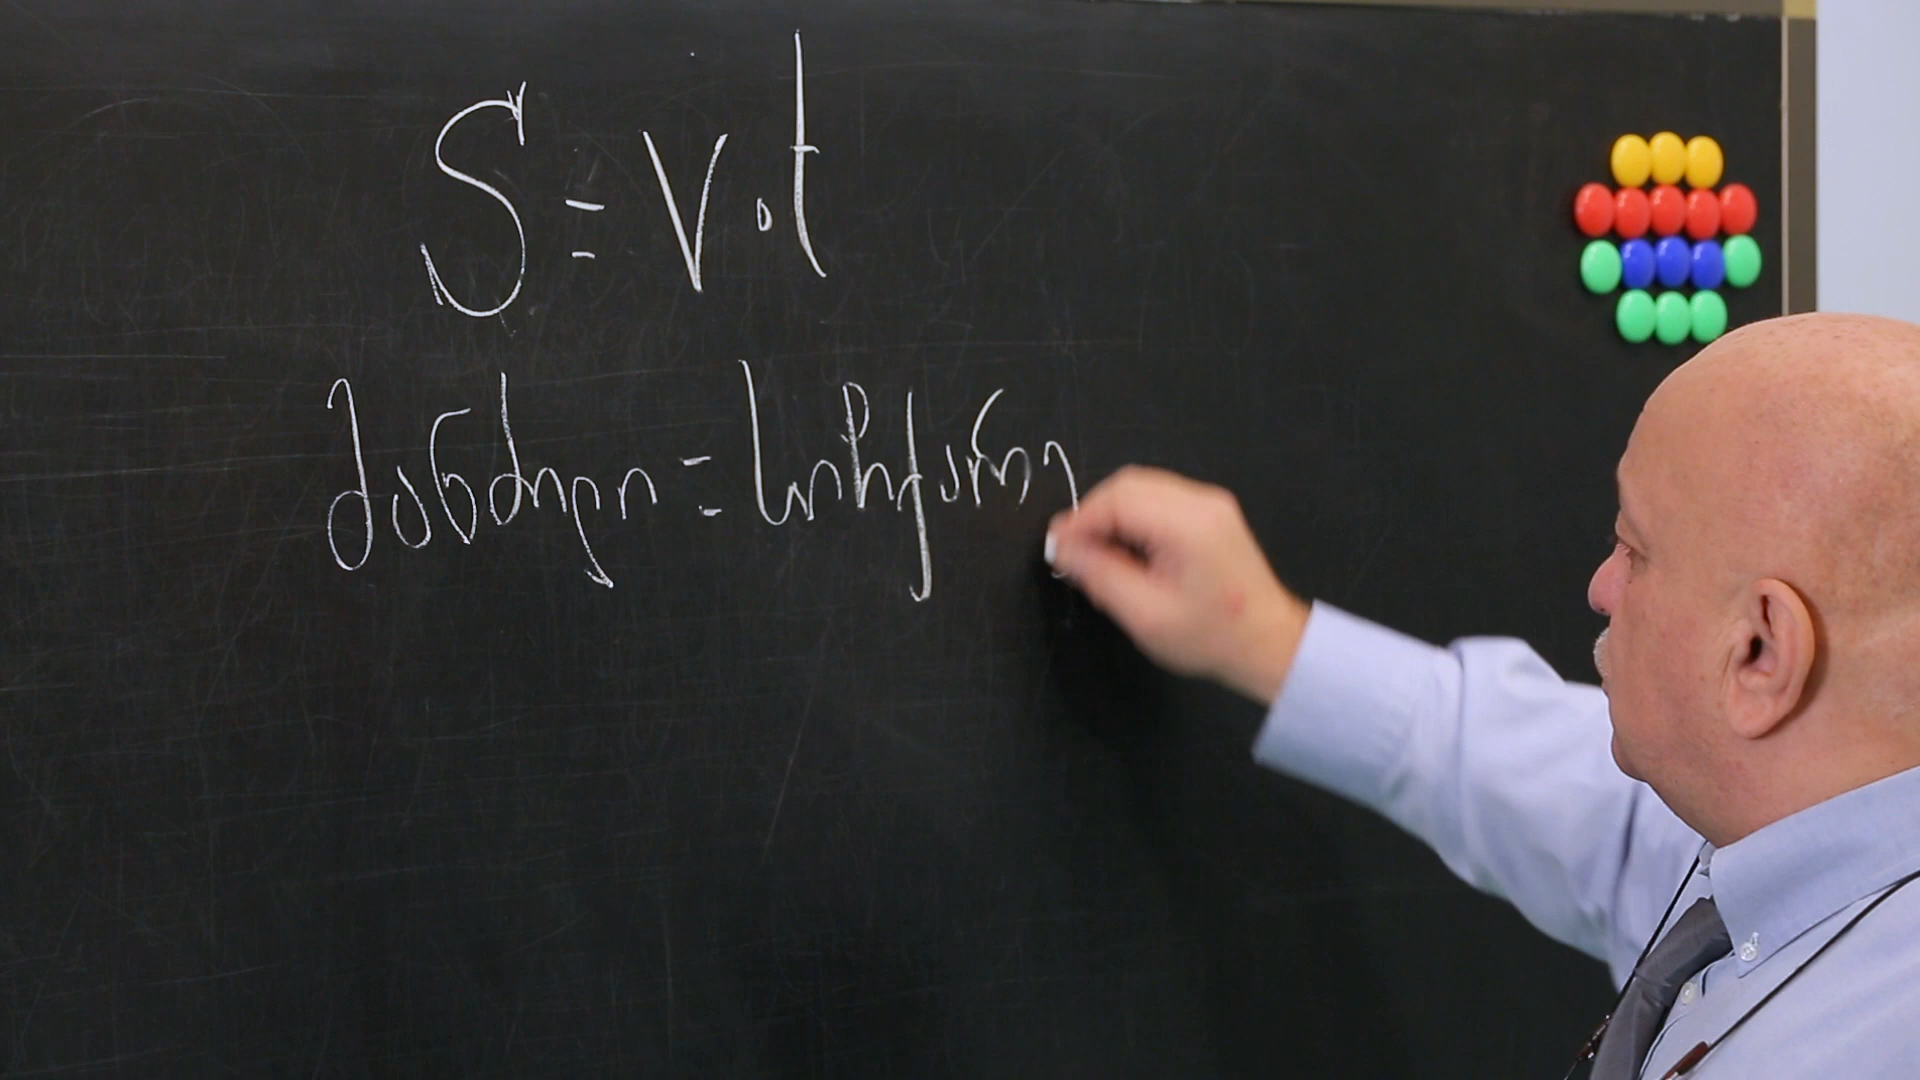 S = v · t
მანძილი = სიჩქარე